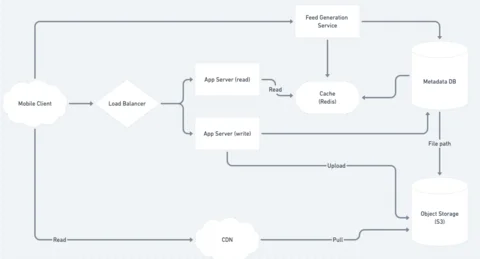 Feed Generation
Service
App Server (read)
Read
Cache
(Redis)
Metadata DB
Mobile Client
Load Balancer
App Server (write)
File path
Upload
Object Storage
(S3)
Read
CDN
Pull